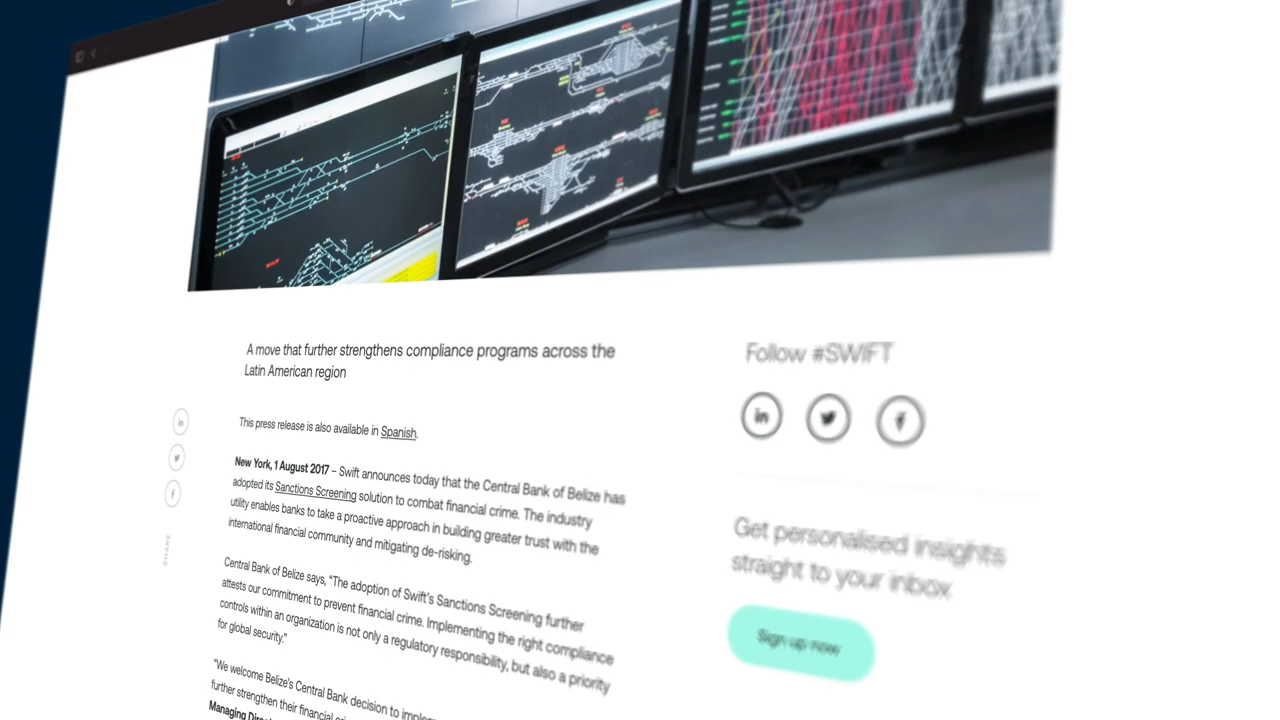 A move that further strengthens compliance programs across the
Latin American region
This press release is also available in Spanish.
New York, 1 August 2017 – Swift announces today that the Central Bank of Belize has
adopted its Sanctions Screening solution to combat financial crime. The industry
utility enables banks to take a proactive approach in building greater trust with the
international financial community and mitigating de-risking.
Central Bank of Belize says, "The adoption of Swift's Sanctions Screening further
attests our commitment to prevent financial crime. Implementing the right compliance
controls within an organization is not only a regulatory responsibility, but also a priority
for global security."
"We welcome Belize's Central Bank decision to
further strengthen their financial
Managing
SHARE
Follow #SWIFT
Get personalised insights
straight to your inbox.
Sign up now